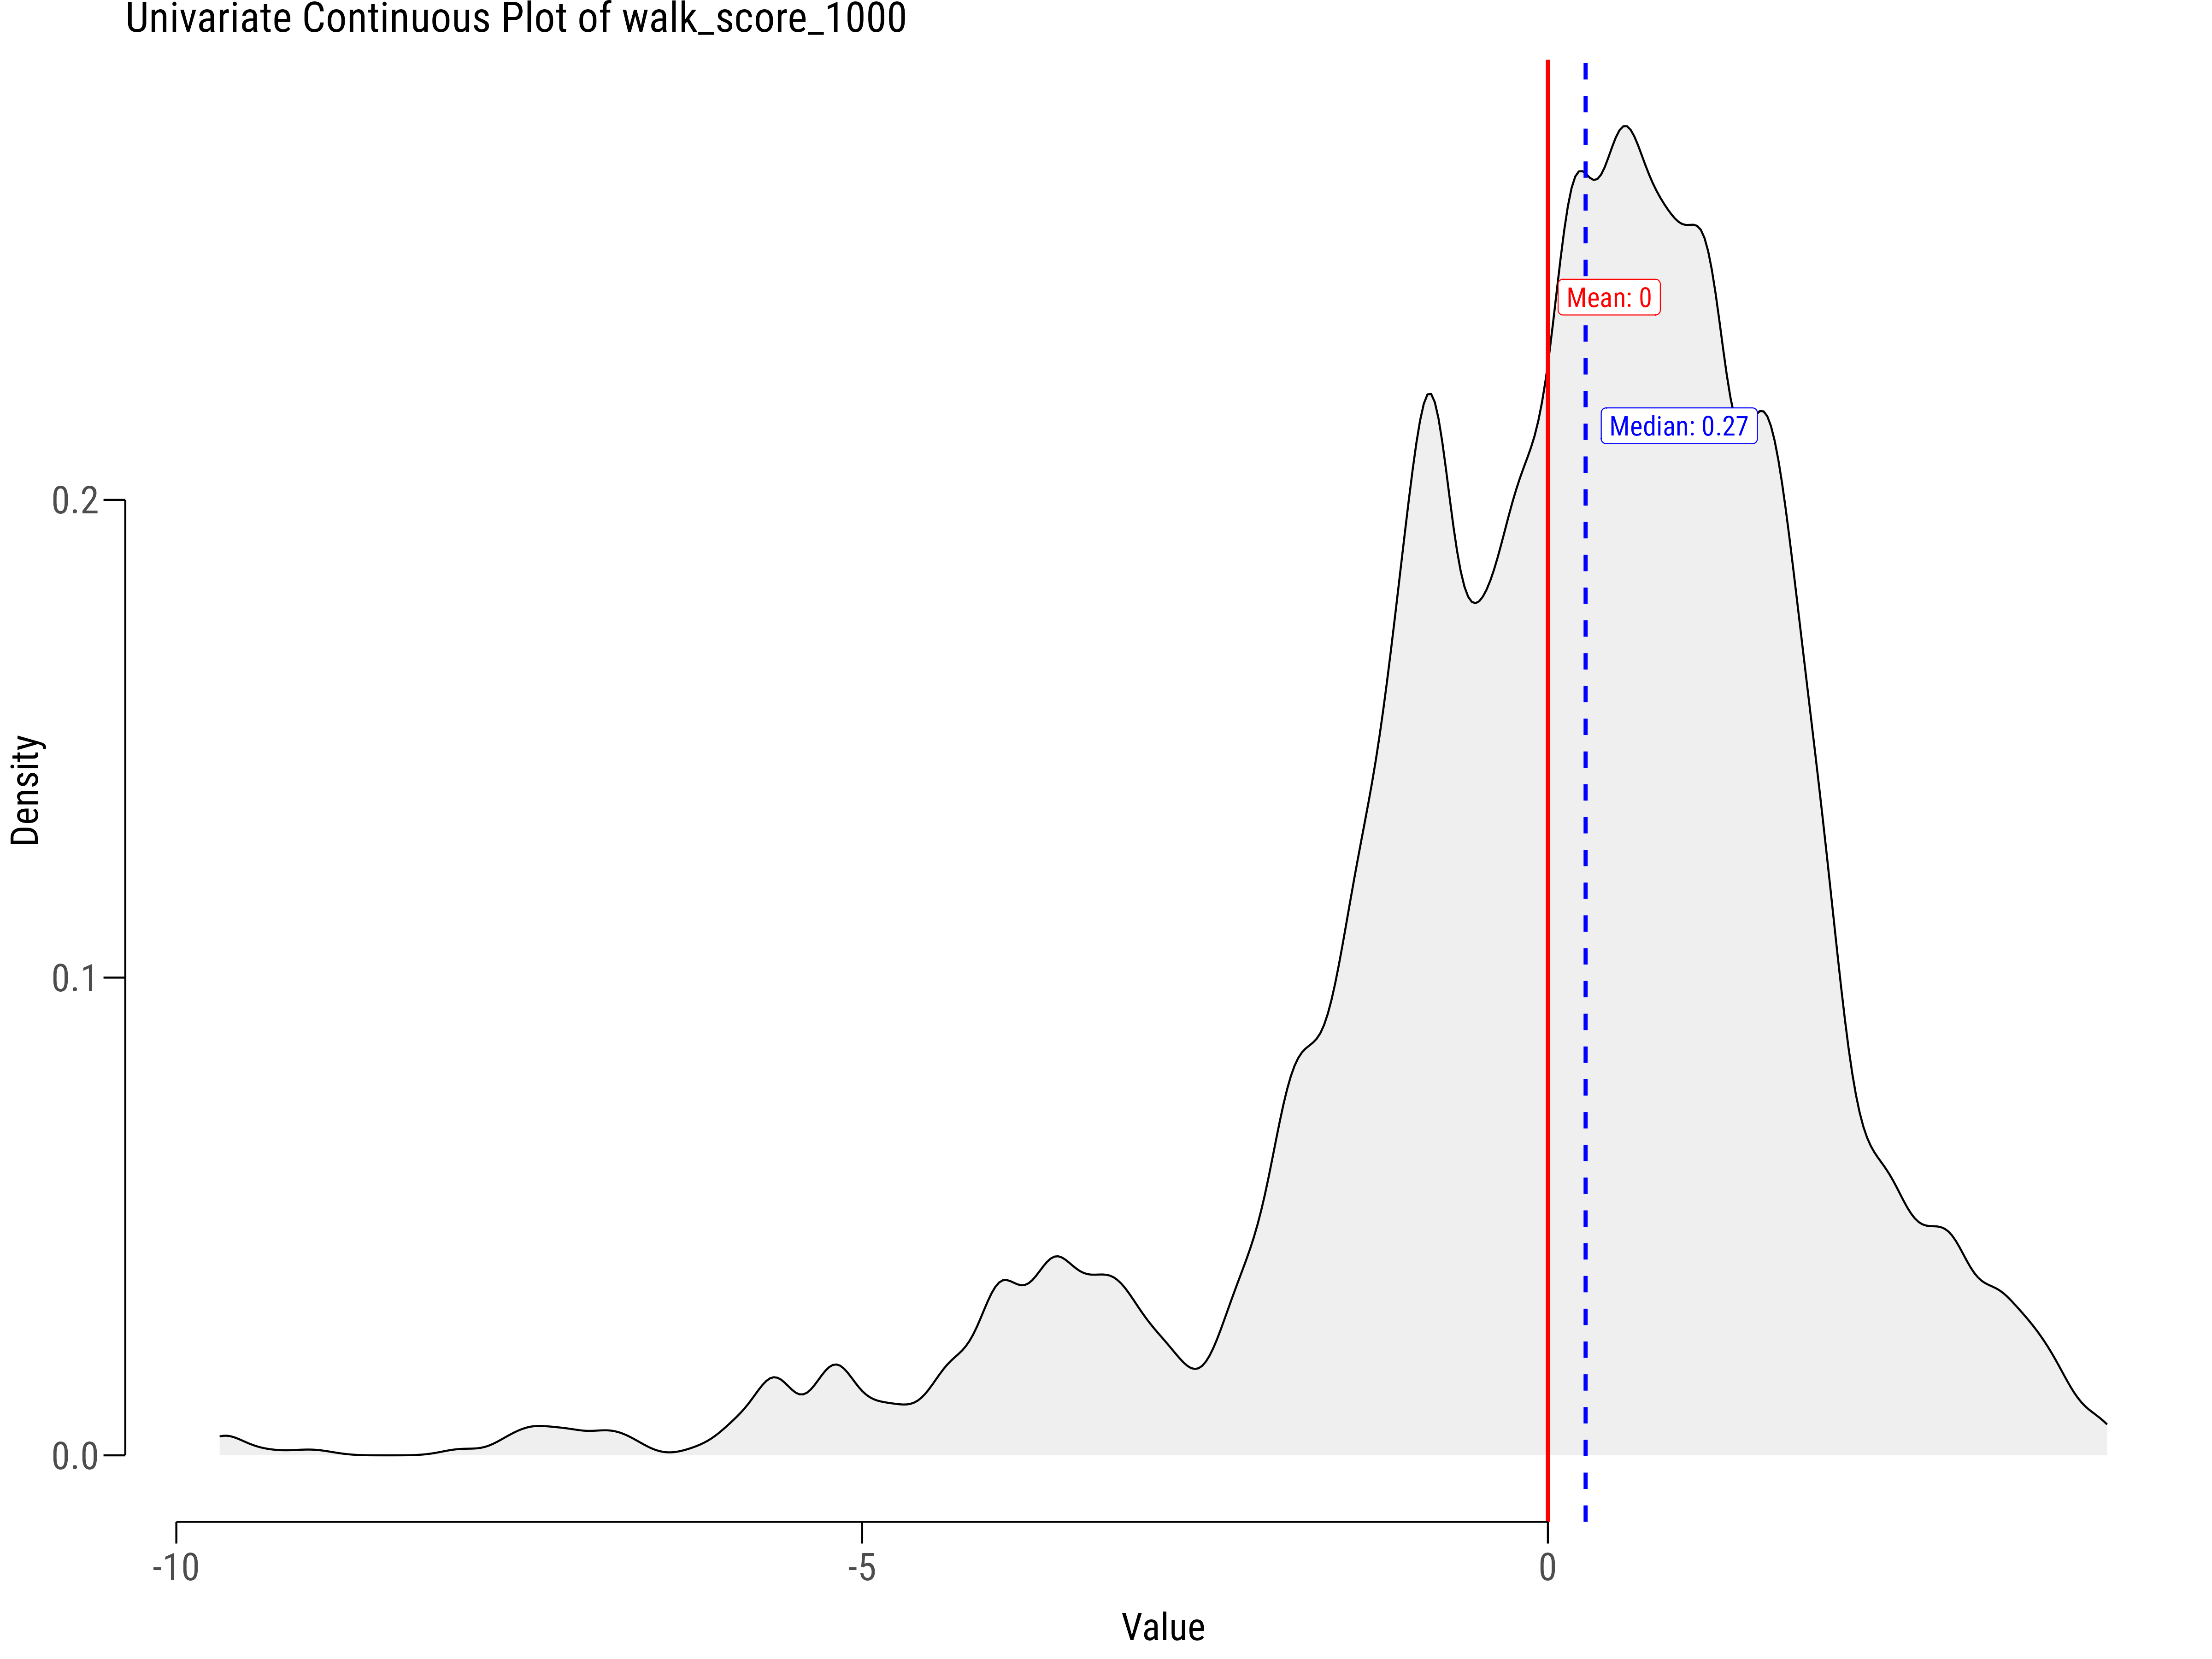 Univariate Continuous Plot of walk_score_1000
Mean: 0
Median: 0.27
0.2
0.1
0.0
Density
-10
-5
0
Value